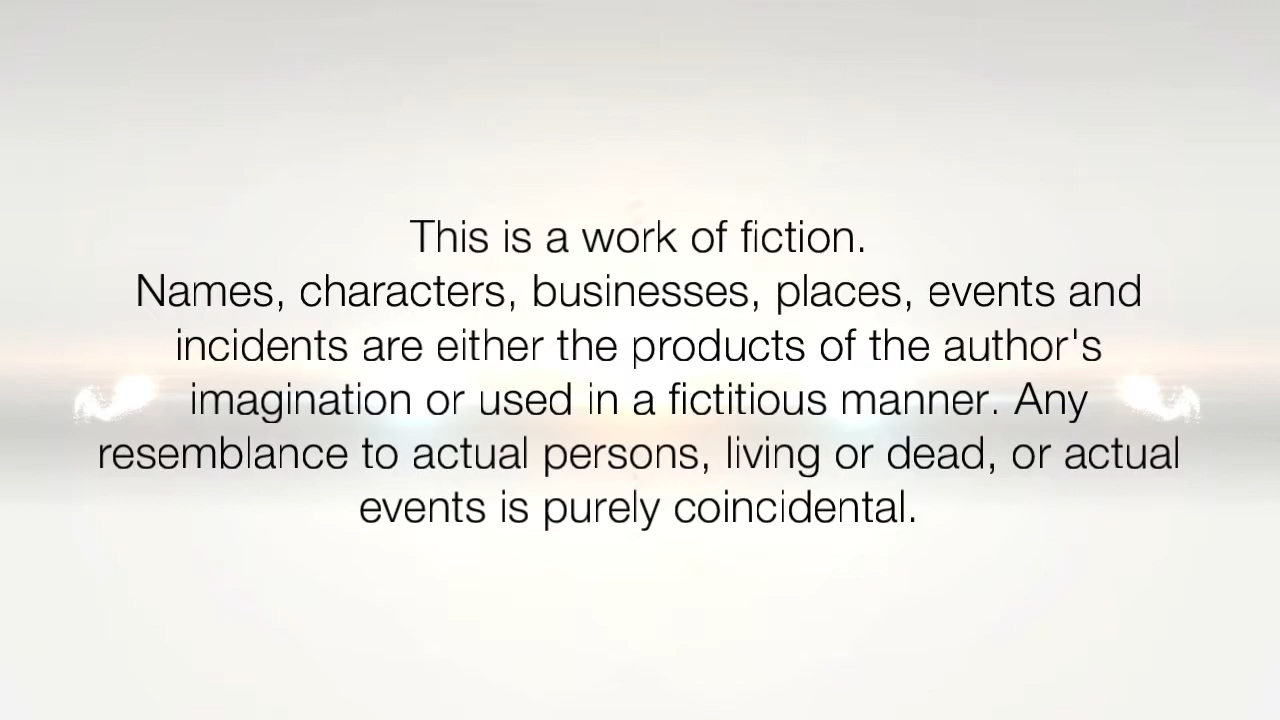 This is a work of fiction.
Names, characters, businesses, places, events and
incidents are either the products of the author's
imagination or used in a fictitious manner. Any
resemblance to actual persons, living or dead, or actual
events is purely coincidental.